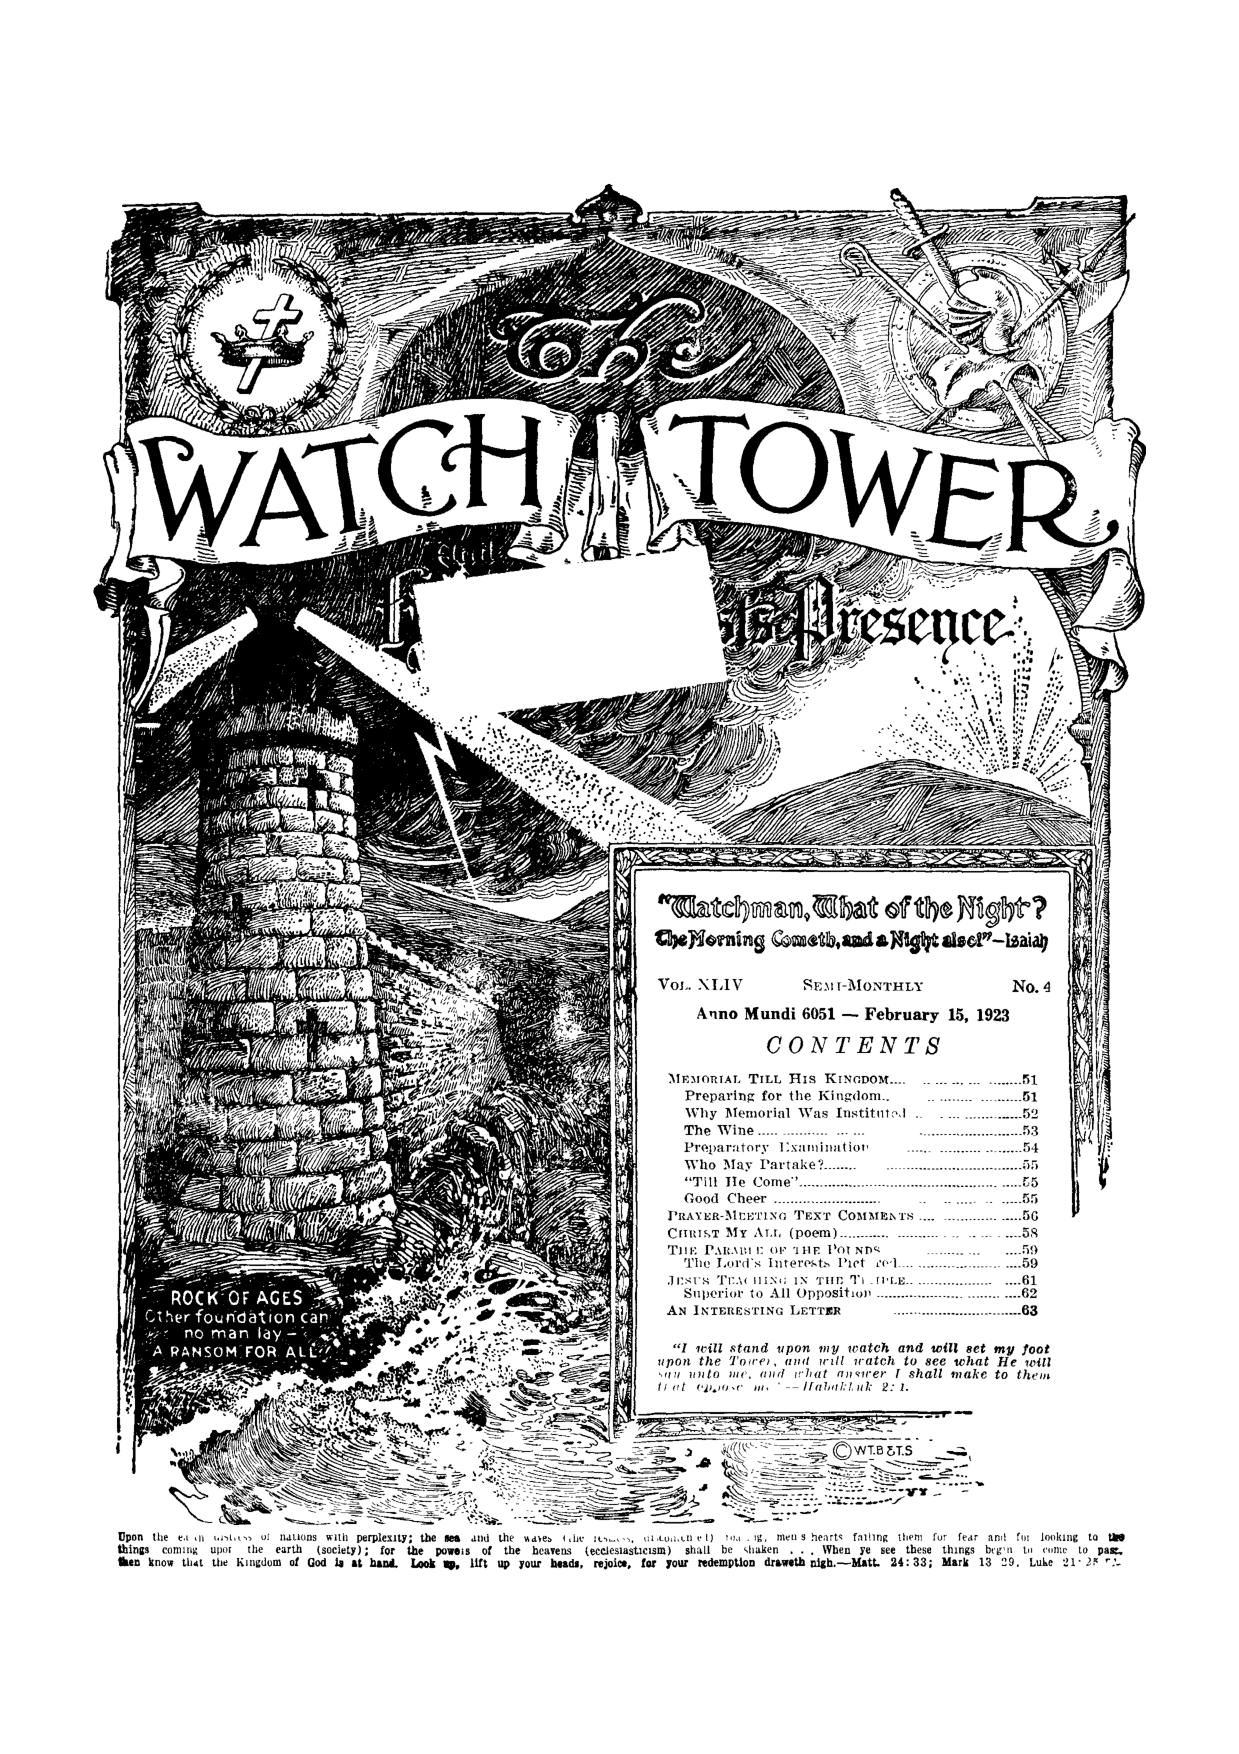 The
WATCH TOWER
Presence
"Watchman, What of the Night?
The Morning Cometh, and a Night also!"—Isaiah
VOL. XLIV SEMI-MONTHLY No. 4
Anno Mundi 6051 — February 15, 1923
CONTENTS
MEMORIAL TILL HIS KINGDOM....51
Preparing for the Kingdom....51
Why Memorial Was Instituted....52
The Wine....53
Preparatory Examination....54
Who May Partake?....55
"Till He Come"....55
Good Cheer....55
PRAYER-MEETING TEXT COMMENTS....56
CHRIST MY ALL (poem)....58
THE PARABLE OF THE POUNDS....59
The Lord's Interests Pictured....59
JESUS TEACHING IN THE TEMPLE....61
Superior to All Opposition....62
AN INTERESTING LETTER....63
"I will stand upon my watch and will set my foot
upon the Tower, and will watch to see what He will
say unto me, and what answer I shall make to them
that oppose me."—Habakkuk 2:1.
ROCK OF AGES
Other foundation can
no man lay—
A RANSOM FOR ALL
©W.T.B.&T.S
Upon the earth distress of nations with perplexity; the sea and the waves (the restless, discontented) roaring, men's hearts failing them for fear and for looking to the
things coming upon the earth (society); for the powers of the heavens (ecclesiasticism) shall be shaken . . . When ye see these things begin to come to pass,
then know that the Kingdom of God is at hand. Look up, lift up your heads, rejoice, for your redemption draweth nigh.—Matt. 24:33; Mark 13:29; Luke 21:25